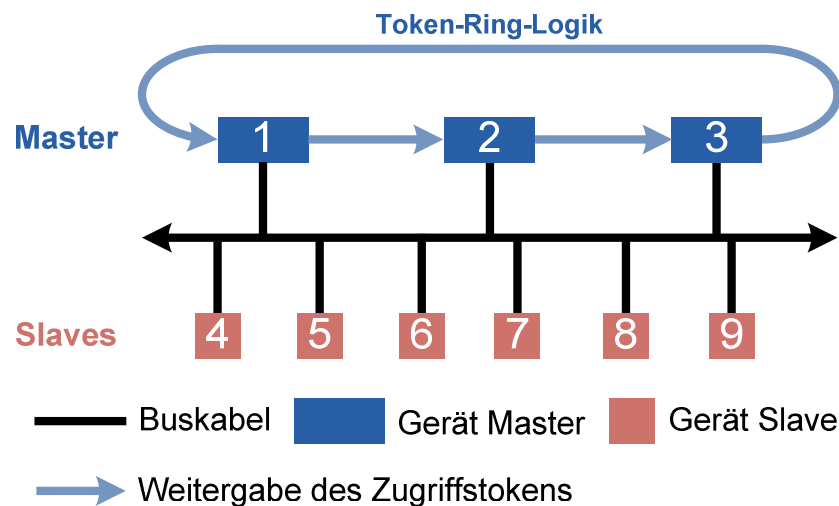 Token-Ring-Logik
Master 1 2 3
Slaves 4 5 6 7 8 9
Buskabel Gerät Master Gerät Slave
Weitergabe des Zugriffstokens